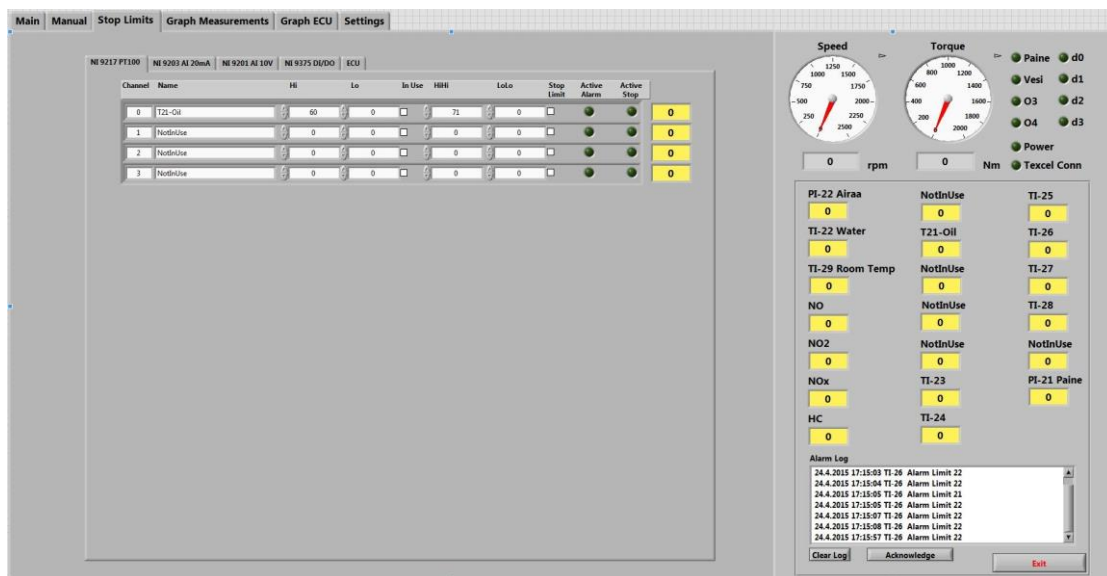 Main Manual Stop Limits Graph Measurements Graph ECU Settings
NI 9217 PT100 NI 9203 AI 20mA NI 9201 AI 10V NI 9375 DI/DO ECU
Channel Name Hi Lo In Use HiHi LoLo Stop Limit Active Alarm Active Stop
0 T21-Oil 60 0 71 0 0
1 NotInUse 0 0 0 0 0
2 NotInUse 0 0 0 0 0
3 NotInUse 0 0 0 0 0
Speed
250 500 750 1000 1250 1500 1750 2000 2250 2500
0 rpm
Torque
200 400 600 800 1000 1200 1400 1600 1800 2000
0 Nm
Paine d0
Vesi d1
O3 d2
O4 d3
Power
Texcel Conn
PI-22 Airaa NotInUse TI-25
0 0 0
TI-22 Water T21-Oil TI-26
0 0 0
TI-29 Room Temp NotInUse TI-27
0 0 0
NO NotInUse TI-28
0 0 0
NO2 NotInUse NotInUse
0 0 0
NOx TI-23 PI-21 Paine
0 0 0
HC TI-24
0 0
Alarm Log
24.4.2015 17:15:03 TI-26 Alarm Limit 22
24.4.2015 17:15:04 TI-26 Alarm Limit 22
24.4.2015 17:15:05 TI-26 Alarm Limit 21
24.4.2015 17:15:05 TI-26 Alarm Limit 22
24.4.2015 17:15:07 TI-26 Alarm Limit 22
24.4.2015 17:15:08 TI-26 Alarm Limit 22
24.4.2015 17:15:57 TI-26 Alarm Limit 22
Clear Log Acknowledge Exit